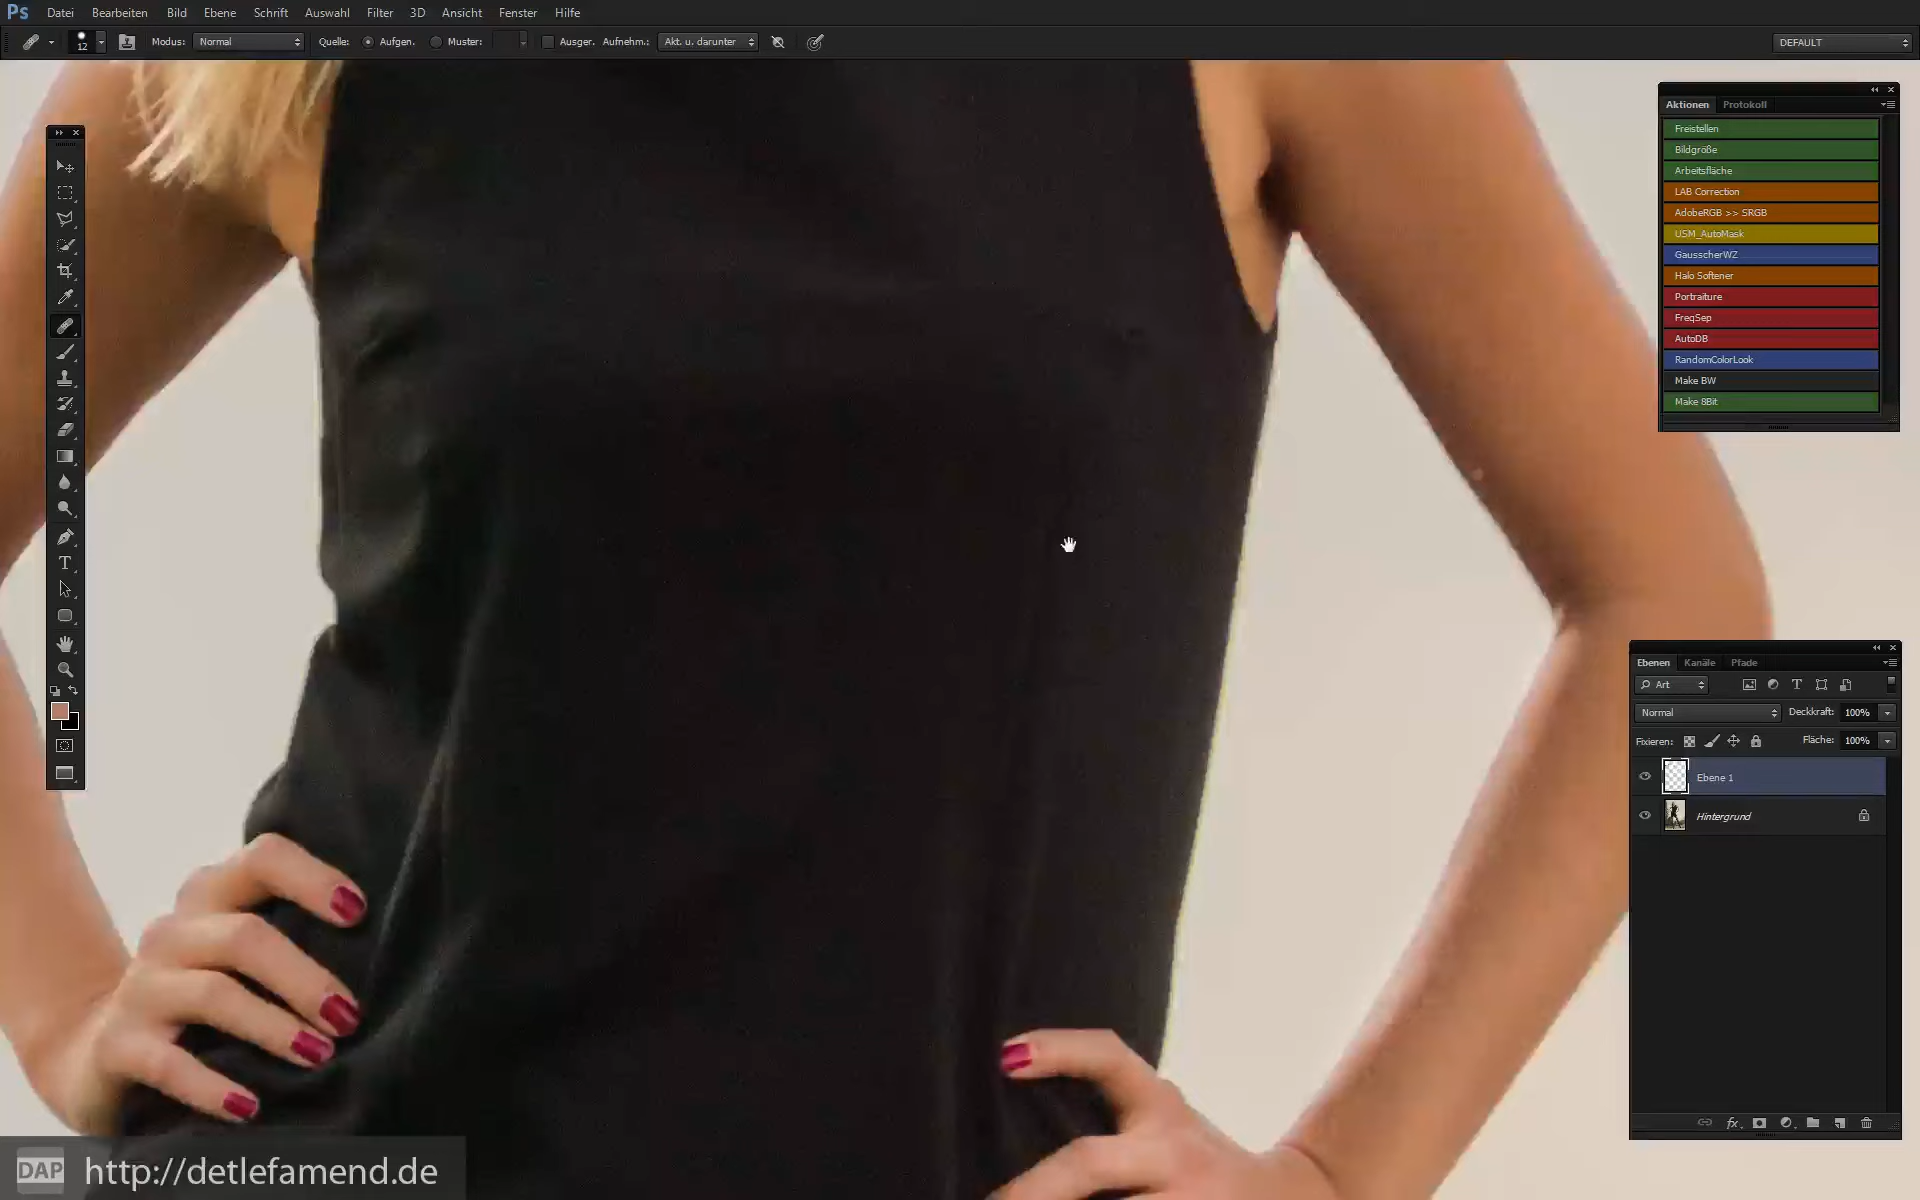 Ps Datei Bearbeiten Bild Ebene Schrift Auswahl Filter 3D Ansicht Fenster Hilfe
12 Modus: Normal Quelle: Aufgen. Muster: Ausger. Aufnehm.: Akt. u. darunter DEFAULT
Aktionen Protokoll
Freistellen
Bildgröße
Arbeitsfläche
LAB Correction
AdobeRGB >> SRGB
USM_AutoMask
GausscherWZ
Halo Softener
Portraiture
FreqSep
AutoDB
RandomColorLook
Make BW
Make 8Bit
Ebenen Kanäle Pfade
Art
Normal Deckkraft: 100%
Fixieren: Fläche: 100%
Ebene 1
Hintergrund
fx
DAP http://detlefamend.de